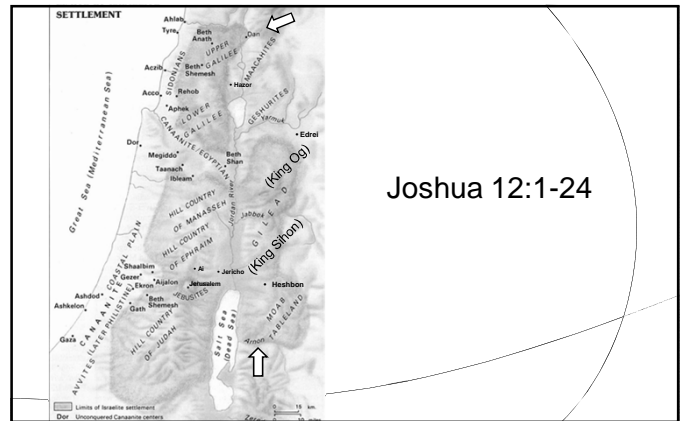 SETTLEMENT
Ahlab
Tyre
Beth
Anath
Dan
UPPER
GALILEE
MAACAHITES
SIDONIANS
Aczib
Beth
Shemesh
Hazor
Acco
Rehob
Aphek
LOWER
GALILEE
GESHURITES
Yarmuk
Edrei
CANAANITE/EGYPTIAN
Great Sea (Mediterranean Sea)
Dor
Megiddo
Taanach
Ibleam
Beth
Shan
(King Og)
Joshua 12:1-24
HILL COUNTRY
OF MANASSEH
Jordan River
Jabbok
GILEAD
HILL COUNTRY
OF EPHRAIM
(King Sihon)
COASTAL PLAIN
Shaalbim
Gezer
Ai
Jericho
Ekron
Aijalon
Jerusalem
Heshbon
JEBUSITES
Ashdod
Beth
Shemesh
Ashkelon
Gath
CANAANITE
(LATER PHILISTINE)
AVVITES
Gaza
HILL COUNTRY
OF JUDAH
Salt Sea
(Dead Sea)
MOAB
TABLELAND
Arnon
Limits of Israelite settlement
Dor Unconquered Canaanite centers